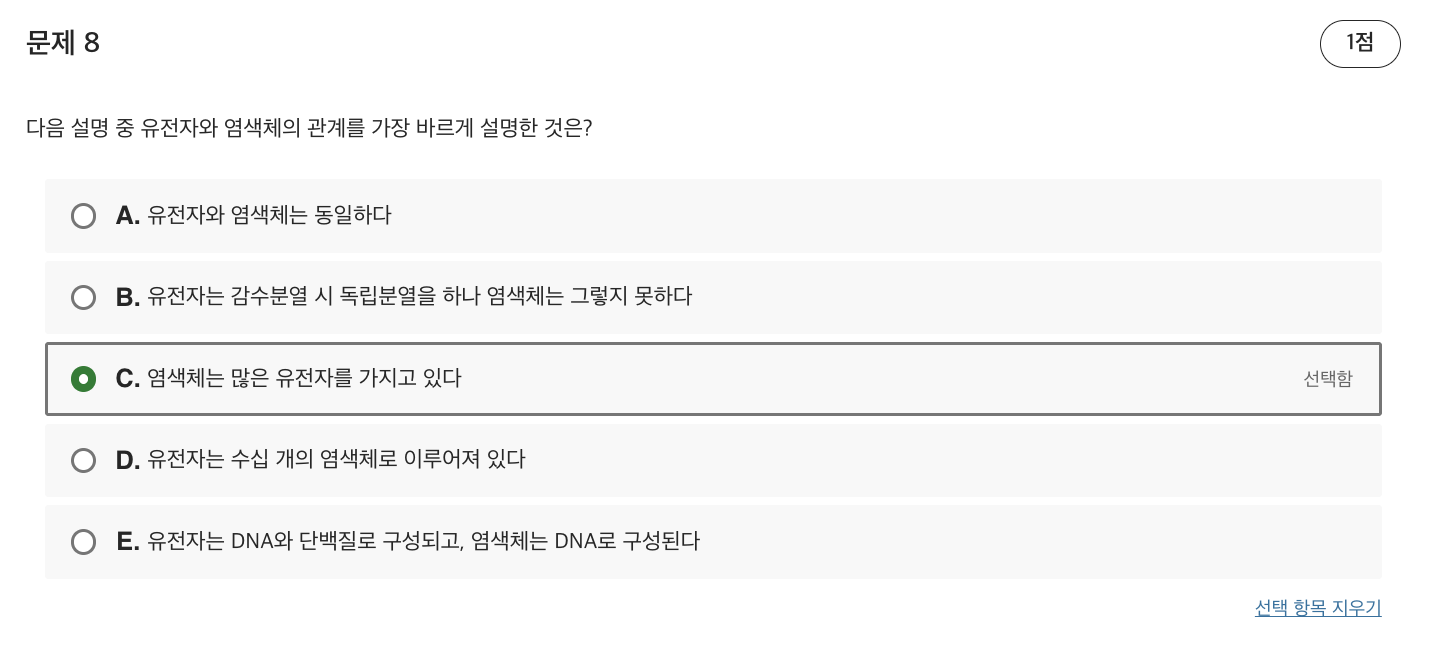 문제 8
1점
다음 설명 중 유전자와 염색체의 관계를 가장 바르게 설명한 것은?
A. 유전자와 염색체는 동일하다
B. 유전자는 감수분열 시 독립분열을 하나 염색체는 그렇지 못하다
C. 염색체는 많은 유전자를 가지고 있다 선택함
D. 유전자는 수십 개의 염색체로 이루어져 있다
E. 유전자는 DNA와 단백질로 구성되고, 염색체는 DNA로 구성된다
선택 항목 지우기